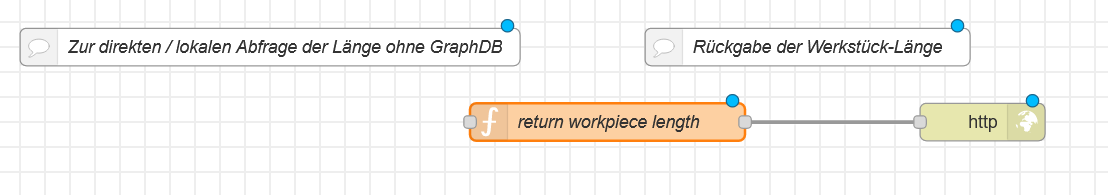 Zur direkten / lokalen Abfrage der Länge ohne GraphDB
Rückgabe der Werkstück-Länge
return workpiece length
http